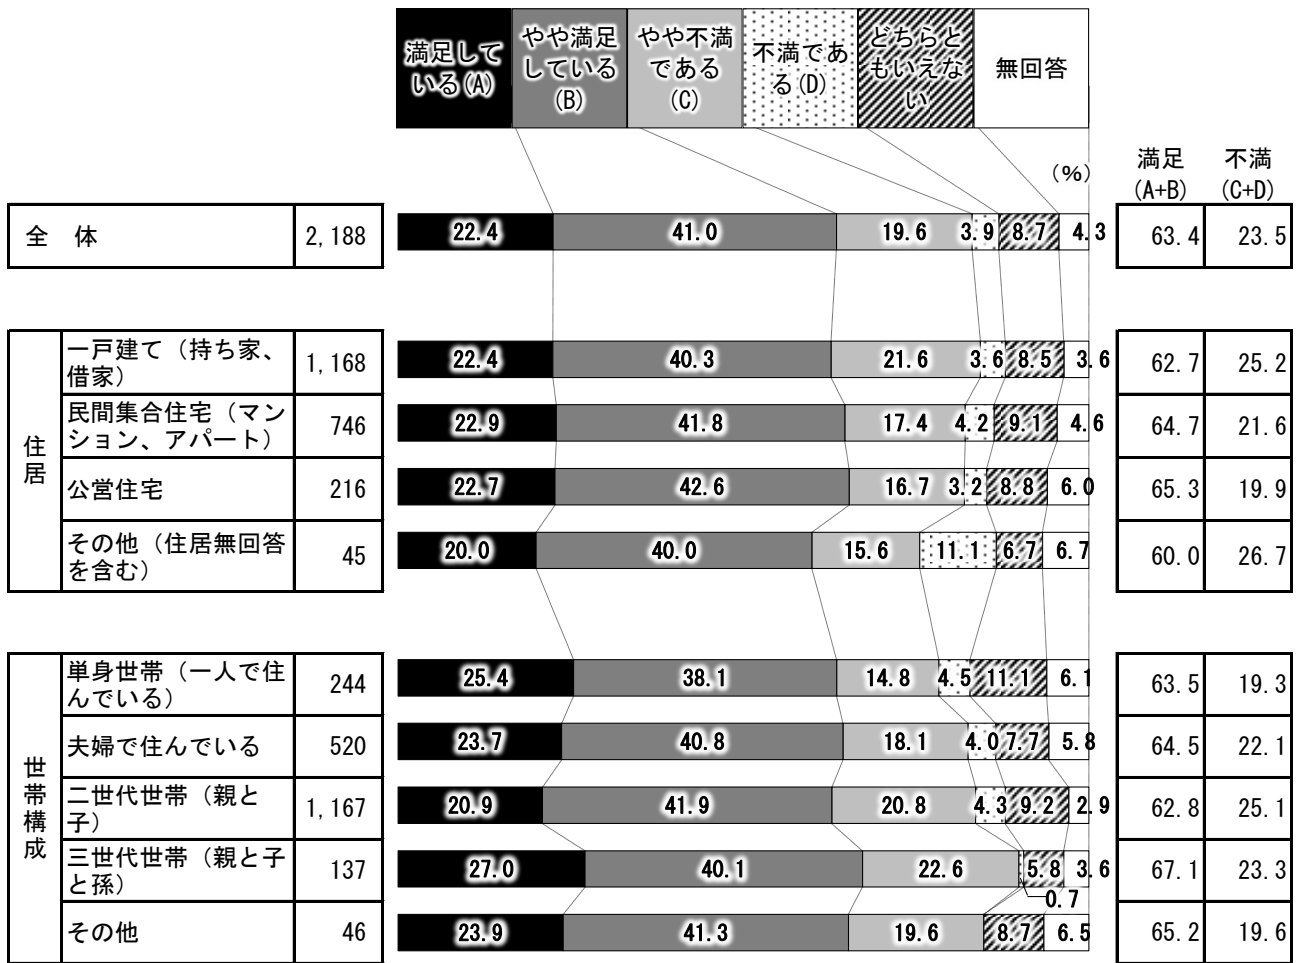 満足して
いる(A)
やや満足
している
(B)
やや不満
である
(C)
不満であ
る(D)
どちらと
もいえな
い
無回答
(%)
満足
(A+B)
不満
(C+D)
全 体 2,188 22.4 41.0 19.6 3.9 8.7 4.3 63.4 23.5
住居
一戸建て（持ち家、
借家） 1,168 22.4 40.3 21.6 3.6 8.5 3.6 62.7 25.2
民間集合住宅（マン
ション、アパート） 746 22.9 41.8 17.4 4.2 9.1 4.6 64.7 21.6
公営住宅 216 22.7 42.6 16.7 3.2 8.8 6.0 65.3 19.9
その他（住居無回答
を含む） 45 20.0 40.0 15.6 11.1 6.7 6.7 60.0 26.7
世帯構成
単身世帯（一人で住
んでいる） 244 25.4 38.1 14.8 4.5 11.1 6.1 63.5 19.3
夫婦で住んでいる 520 23.7 40.8 18.1 4.0 7.7 5.8 64.5 22.1
二世代世帯（親と
子） 1,167 20.9 41.9 20.8 4.3 9.2 2.9 62.8 25.1
三世代世帯（親と子
と孫） 137 27.0 40.1 22.6 0.7 5.8 3.6 67.1 23.3
その他 46 23.9 41.3 19.6 8.7 6.5 65.2 19.6